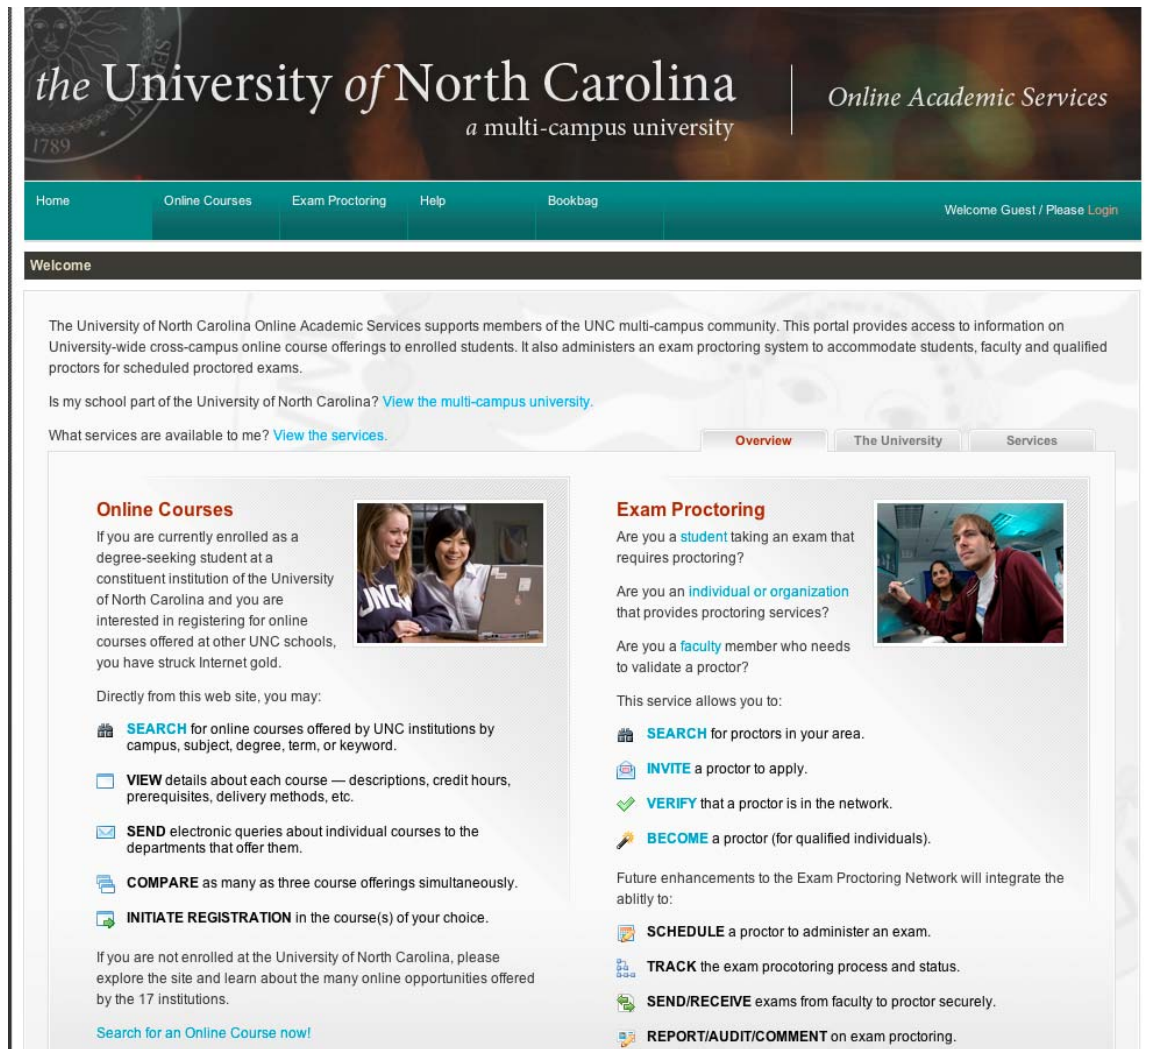 the University of North Carolina
a multi-campus university
Online Academic Services
1789
Home
Online Courses
Exam Proctoring
Help
Bookbag
Welcome Guest / Please Login
Welcome
The University of North Carolina Online Academic Services supports members of the UNC multi-campus community. This portal provides access to information on
University-wide cross-campus online course offerings to enrolled students. It also administers an exam proctoring system to accommodate students, faculty and qualified
proctors for scheduled proctored exams.
Is my school part of the University of North Carolina? View the multi-campus university.
What services are available to me? View the services.
Overview
The University
Services
Online Courses
If you are currently enrolled as a
degree-seeking student at a
constituent institution of the University
of North Carolina and you are
interested in registering for online
courses offered at other UNC schools,
you have struck Internet gold.
UNC
Directly from this web site, you may:
SEARCH for online courses offered by UNC institutions by
campus, subject, degree, term, or keyword.
VIEW details about each course — descriptions, credit hours,
prerequisites, delivery methods, etc.
SEND electronic queries about individual courses to the
departments that offer them.
COMPARE as many as three course offerings simultaneously.
INITIATE REGISTRATION in the course(s) of your choice.
If you are not enrolled at the University of North Carolina, please
explore the site and learn about the many online opportunities offered
by the 17 institutions.
Search for an Online Course now!
Exam Proctoring
Are you a student taking an exam that
requires proctoring?
Are you an individual or organization
that provides proctoring services?
Are you a faculty member who needs
to validate a proctor?
This service allows you to:
SEARCH for proctors in your area.
INVITE a proctor to apply.
VERIFY that a proctor is in the network.
BECOME a proctor (for qualified individuals).
Future enhancements to the Exam Proctoring Network will integrate the
ablitly to:
SCHEDULE a proctor to administer an exam.
TRACK the exam procotoring process and status.
SEND/RECEIVE exams from faculty to proctor securely.
REPORT/AUDIT/COMMENT on exam proctoring.